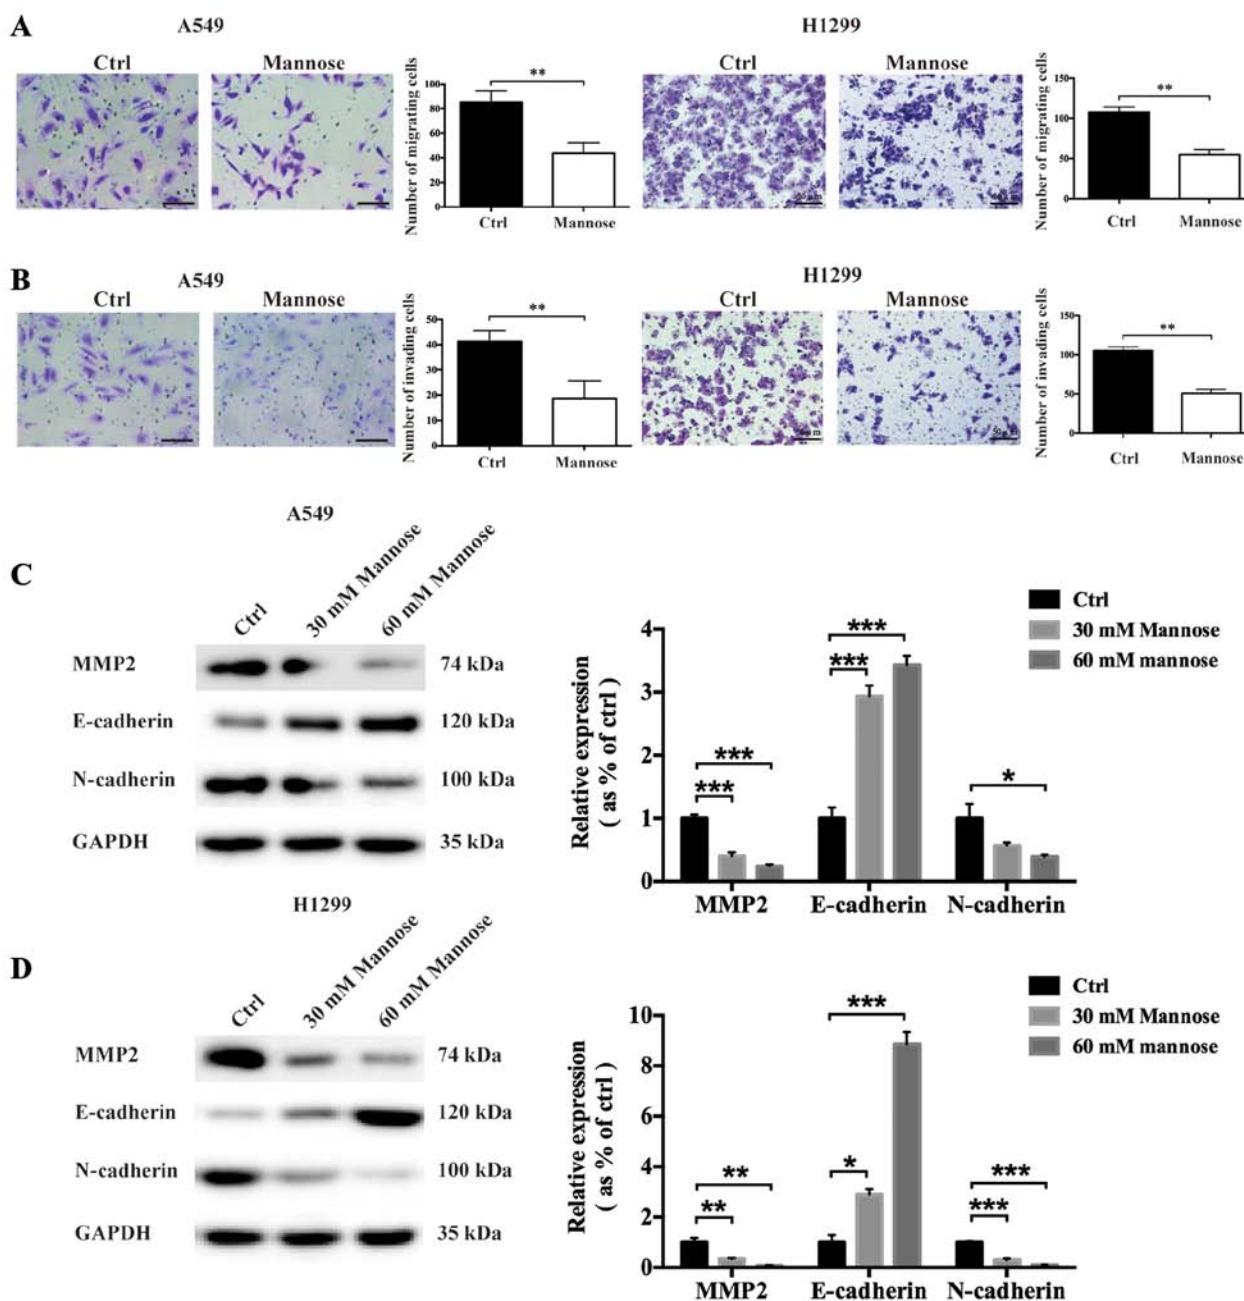 A
A549
H1299
Ctrl
Mannose
Number of migrating cells
100
80
60
40
20
0
**
Ctrl
Mannose
Ctrl
Mannose
Number of migrating cells
150
100
50
0
**
Ctrl
Mannose
B
A549
H1299
Ctrl
Mannose
Number of invading cells
50
40
30
20
10
0
**
Ctrl
Mannose
Ctrl
Mannose
50 μm
Number of invading cells
150
100
50
0
**
Ctrl
Mannose
A549
C
Ctrl
30 mM Mannose
60 mM Mannose
MMP2
74 kDa
E-cadherin
120 kDa
N-cadherin
100 kDa
GAPDH
35 kDa
Relative expression
( as % of ctrl )
4
3
2
1
0
***
***
***
***
*
MMP2
E-cadherin
N-cadherin
Ctrl
30 mM Mannose
60 mM mannose
H1299
D
Ctrl
30 mM Mannose
60 mM Mannose
MMP2
74 kDa
E-cadherin
120 kDa
N-cadherin
100 kDa
GAPDH
35 kDa
Relative expression
( as % of ctrl )
10
8
6
4
2
0
**
**
***
*
***
***
MMP2
E-cadherin
N-cadherin
Ctrl
30 mM Mannose
60 mM mannose